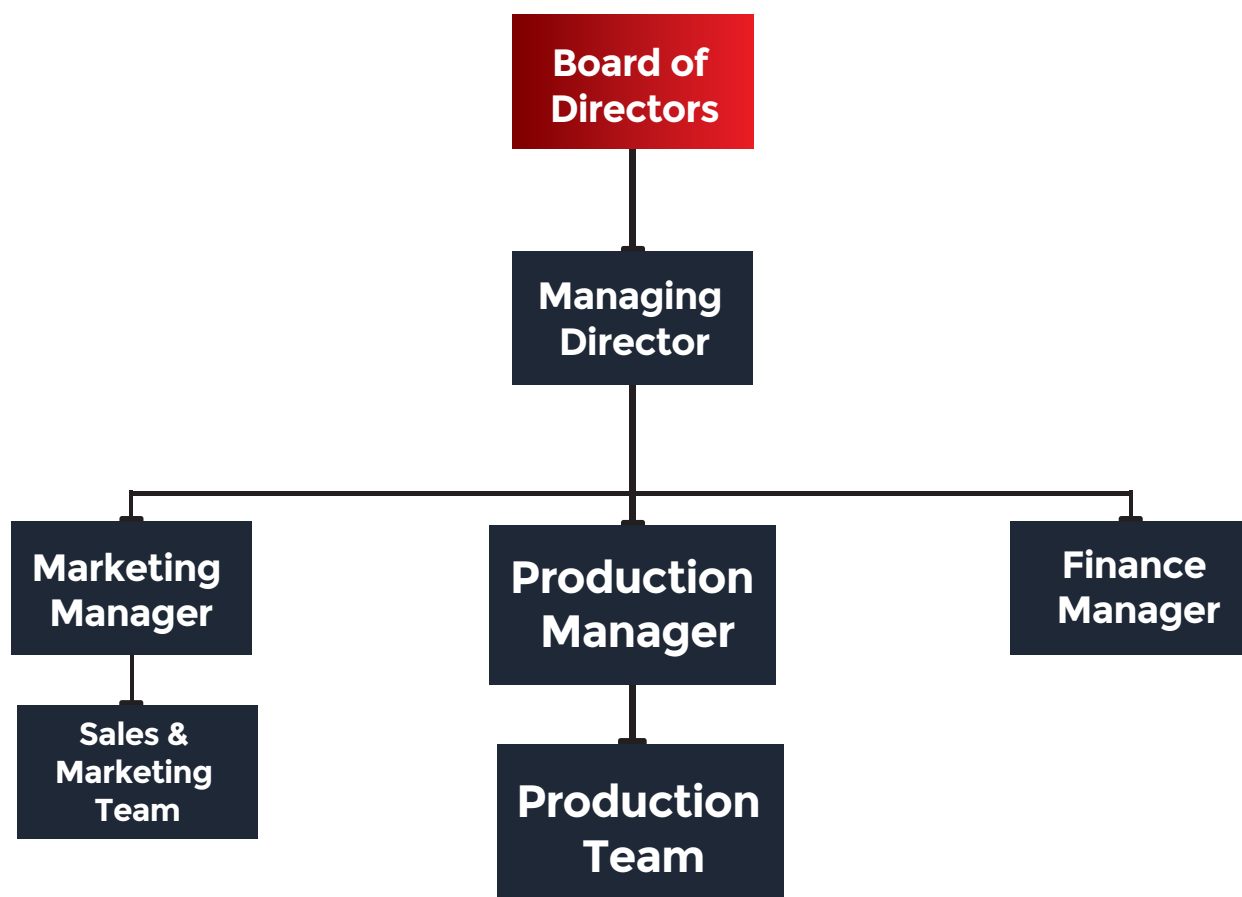 Board of
Directors
Managing
Director
Marketing
Manager
Production
Manager
Finance
Manager
Sales &
Marketing
Team
Production
Team